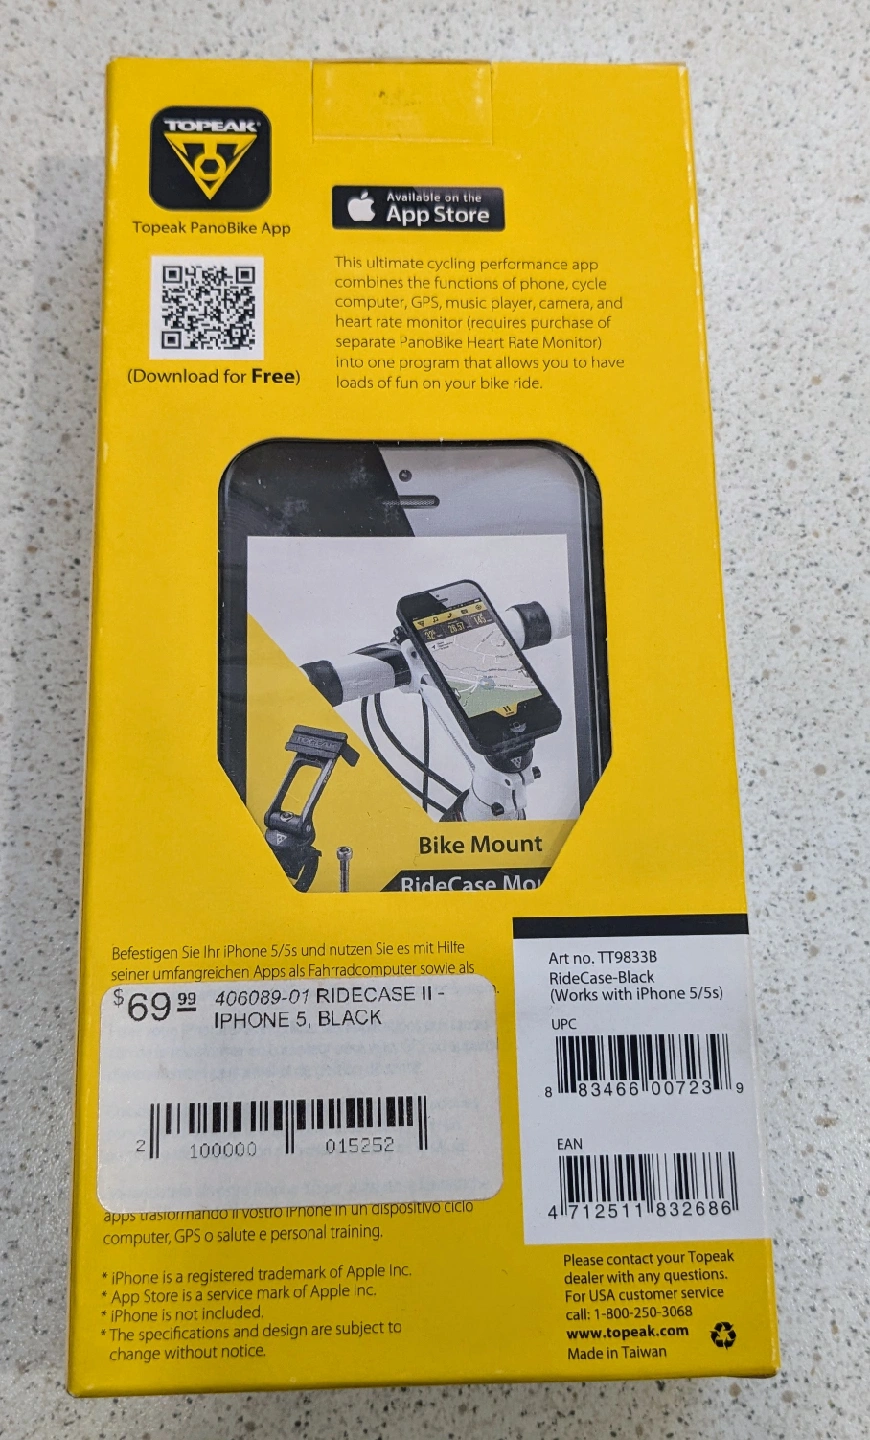 TOPEAK
Topeak PanoBike App
(Download for Free)
Available on the
App Store
This ultimate cycling performance app
combines the functions of phone, cycle
computer, GPS, music player, camera, and
heart rate monitor (requires purchase of
separate PanoBike Heart Rate Monitor)
into one program that allows you to have
loads of fun on your bike ride.
TOPEAK
Bike Mount
RideCase
Befestigen Sie Ihr iPhone 5/5s und nutzen Sie es mit Hilfe
seiner umfangreichen Apps als Fahrradcomputer sowie als
$69.99 406089-01 RIDECASE II -
IPHONE 5, BLACK
2 100000 015252
apps trasformando il vostro iPhone in un dispositivo ciclo
computer, GPS o salute e personal training.
* iPhone is a registered trademark of Apple Inc.
* App Store is a service mark of Apple Inc.
* iPhone is not included.
* The specifications and design are subject to
change without notice.
Art no. TT9833B
RideCase-Black
(Works with iPhone 5/5s)
UPC
8 83466 00723 9
EAN
4 712511 832686
Please contact your Topeak
dealer with any questions.
For USA customer service
call: 1-800-250-3068
www.topeak.com
Made in Taiwan